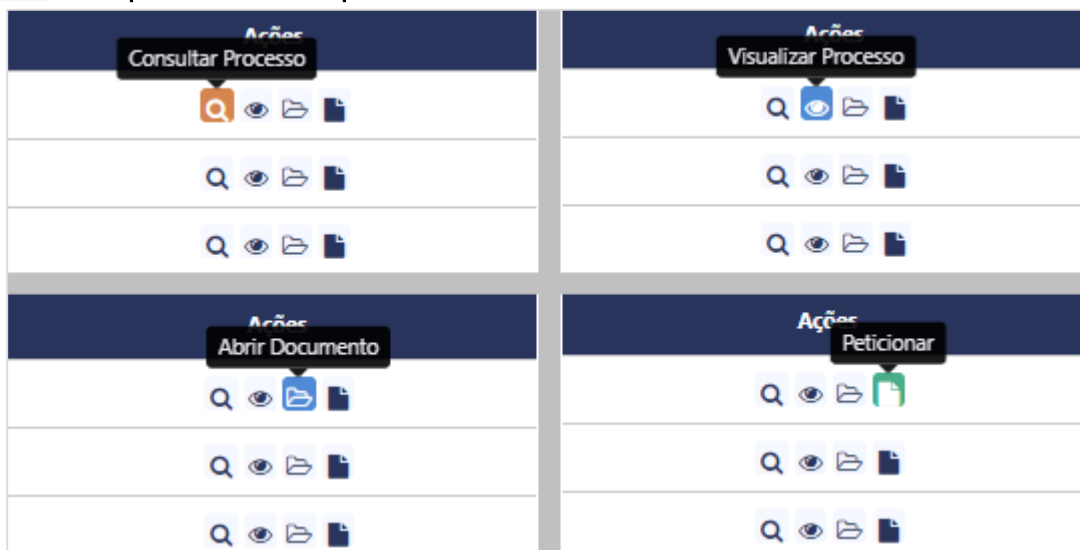 Ações
Consultar Processo
Ações
Visualizar Processo
Ações
Abrir Documento
Ações
Peticionar